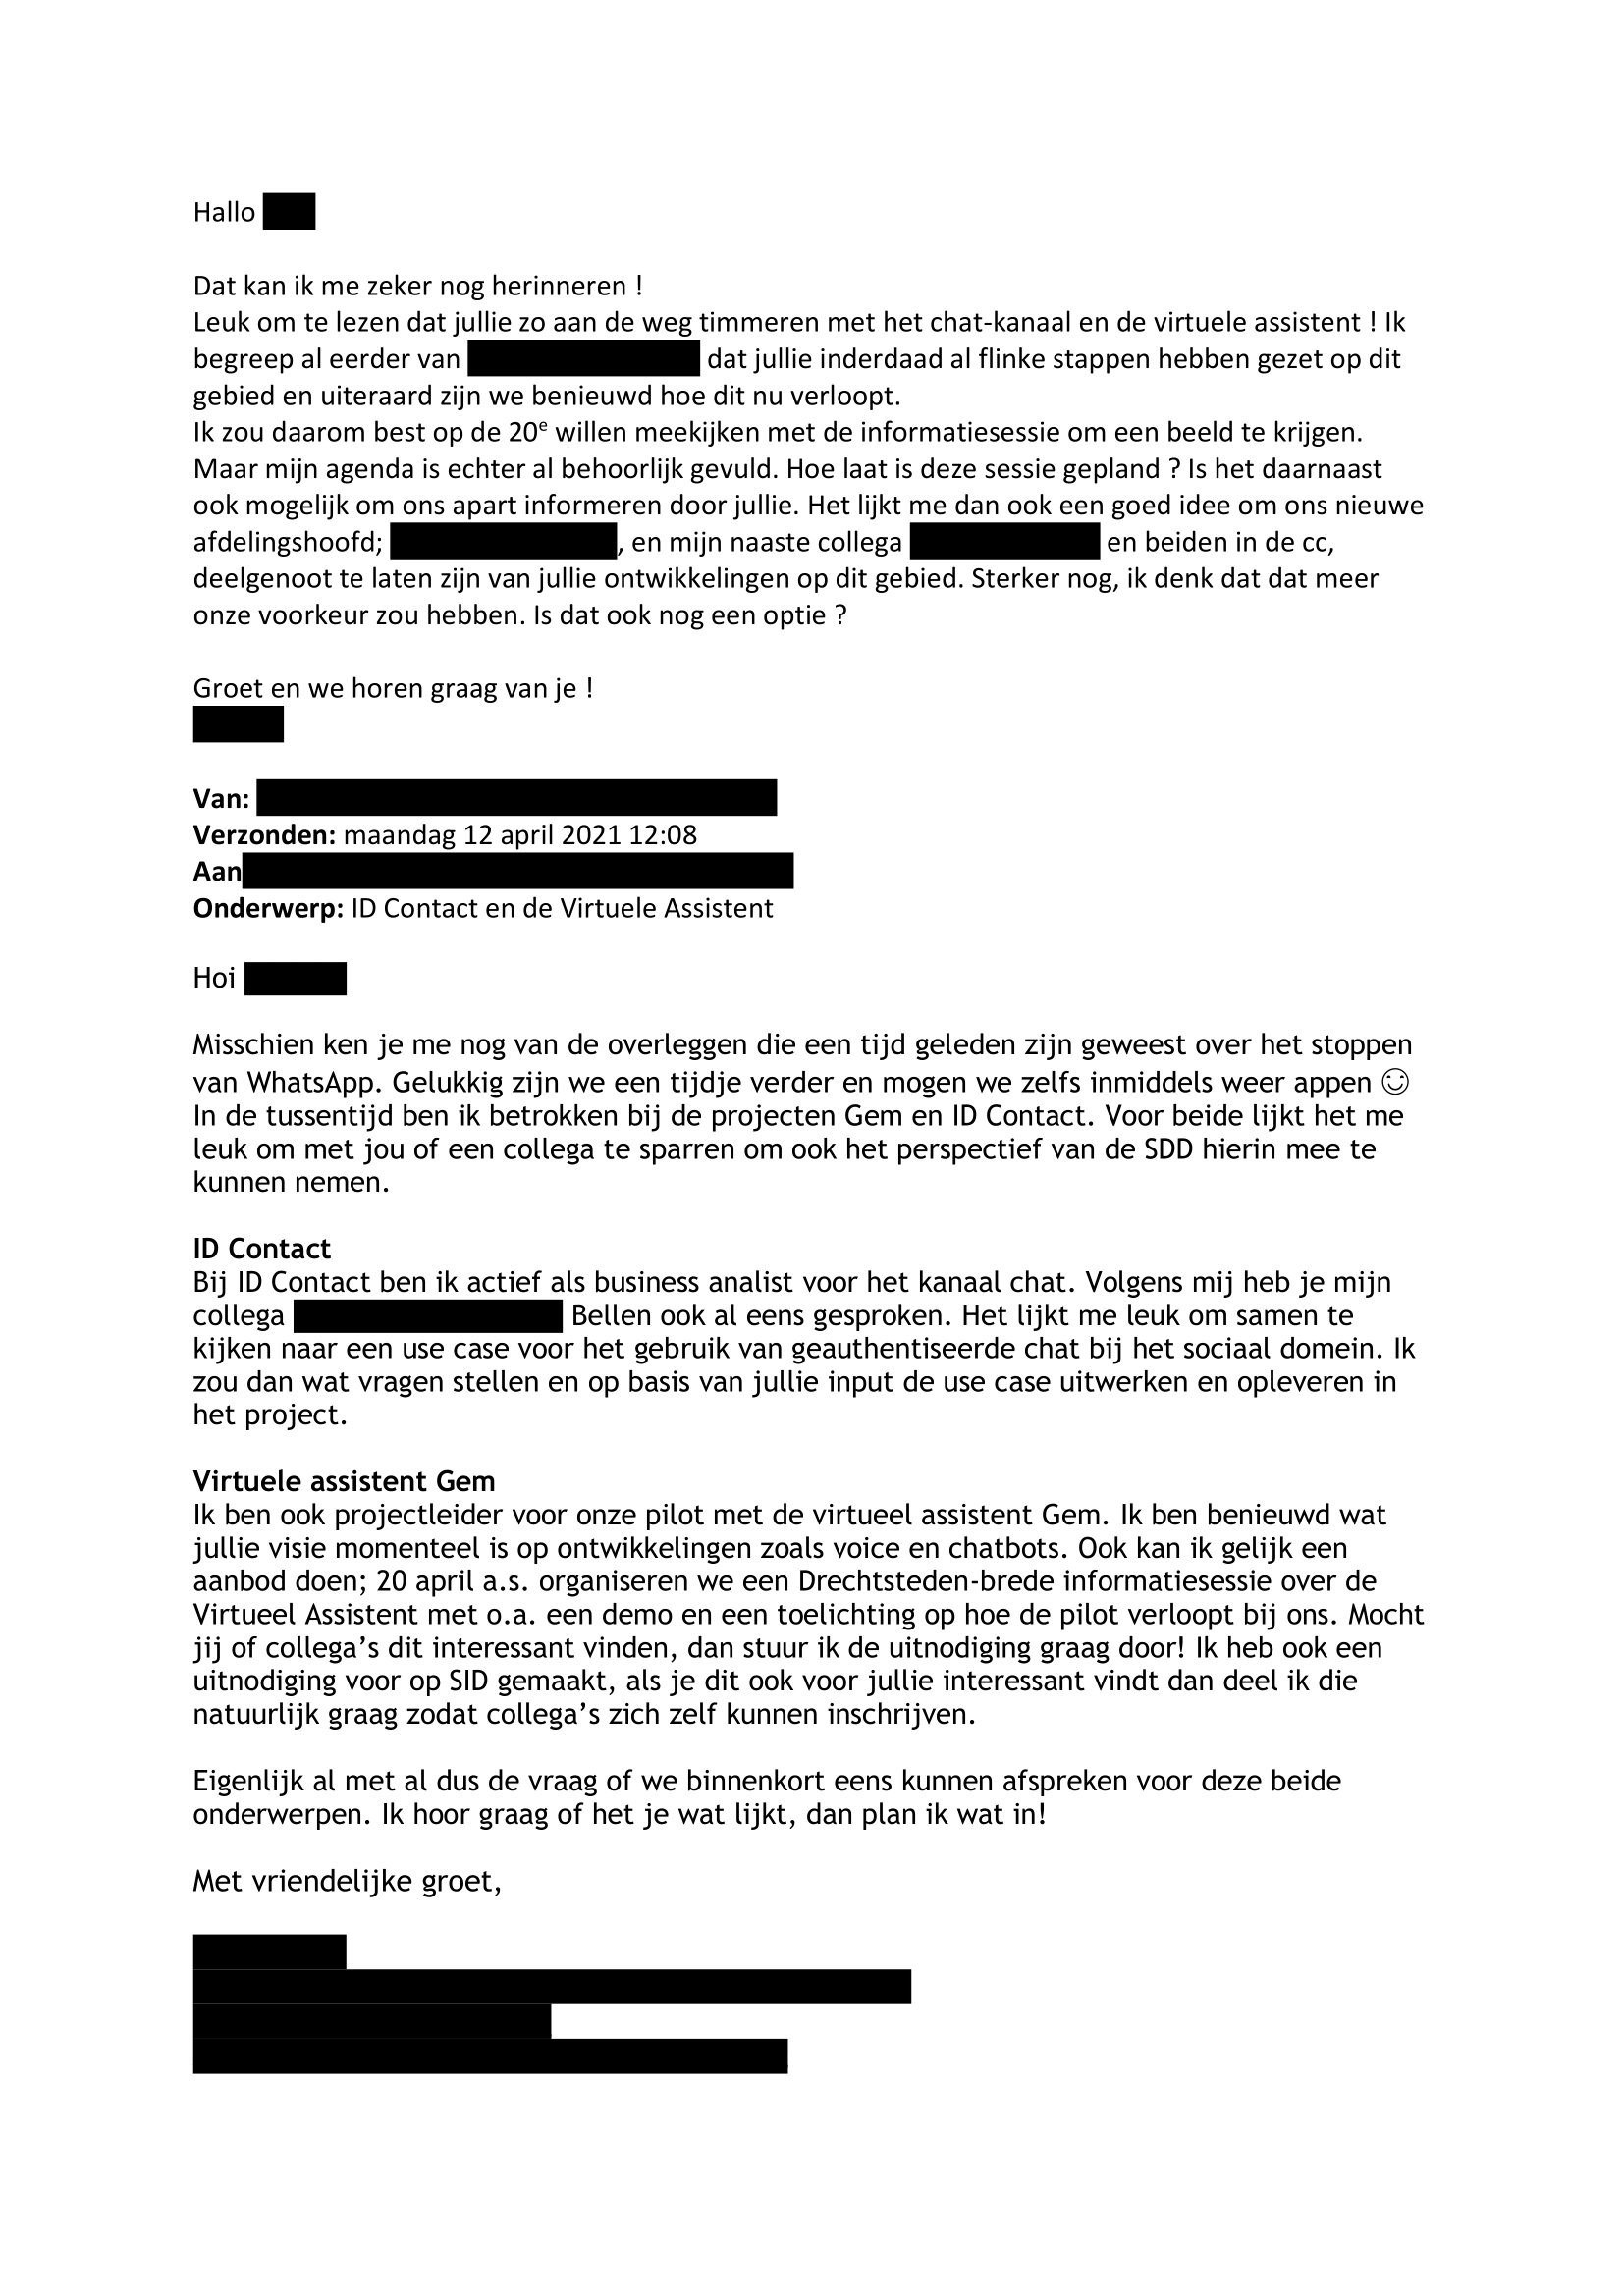 Hallo
Dat kan ik me zeker nog herinneren !
Leuk om te lezen dat jullie zo aan de weg timmeren met het chat-kanaal en de virtuele assistent ! Ik
begreep al eerder van dat jullie inderdaad al flinke stappen hebben gezet op dit
gebied en uiteraard zijn we benieuwd hoe dit nu verloopt.
Ik zou daarom best op de 20e willen meekijken met de informatiesessie om een beeld te krijgen.
Maar mijn agenda is echter al behoorlijk gevuld. Hoe laat is deze sessie gepland ? Is het daarnaast
ook mogelijk om ons apart informeren door jullie. Het lijkt me dan ook een goed idee om ons nieuwe
afdelingshoofd; , en mijn naaste collega en beiden in de cc,
deelgenoot te laten zijn van jullie ontwikkelingen op dit gebied. Sterker nog, ik denk dat dat meer
onze voorkeur zou hebben. Is dat ook nog een optie ?
Groet en we horen graag van je !
Van:
Verzonden: maandag 12 april 2021 12:08
Aan
Onderwerp: ID Contact en de Virtuele Assistent
Hoi
Misschien ken je me nog van de overleggen die een tijd geleden zijn geweest over het stoppen
van WhatsApp. Gelukkig zijn we een tijdje verder en mogen we zelfs inmiddels weer appen ☺
In de tussentijd ben ik betrokken bij de projecten Gem en ID Contact. Voor beide lijkt het me
leuk om met jou of een collega te sparren om ook het perspectief van de SDD hierin mee te
kunnen nemen.
ID Contact
Bij ID Contact ben ik actief als business analist voor het kanaal chat. Volgens mij heb je mijn
collega Bellen ook al eens gesproken. Het lijkt me leuk om samen te
kijken naar een use case voor het gebruik van geauthentiseerde chat bij het sociaal domein. Ik
zou dan wat vragen stellen en op basis van jullie input de use case uitwerken en opleveren in
het project.
Virtuele assistent Gem
Ik ben ook projectleider voor onze pilot met de virtueel assistent Gem. Ik ben benieuwd wat
jullie visie momenteel is op ontwikkelingen zoals voice en chatbots. Ook kan ik gelijk een
aanbod doen; 20 april a.s. organiseren we een Drechtsteden-brede informatiesessie over de
Virtueel Assistent met o.a. een demo en een toelichting op hoe de pilot verloopt bij ons. Mocht
jij of collega’s dit interessant vinden, dan stuur ik de uitnodiging graag door! Ik heb ook een
uitnodiging voor op SID gemaakt, als je dit ook voor jullie interessant vindt dan deel ik die
natuurlijk graag zodat collega’s zich zelf kunnen inschrijven.
Eigenlijk al met al dus de vraag of we binnenkort eens kunnen afspreken voor deze beide
onderwerpen. Ik hoor graag of het je wat lijkt, dan plan ik wat in!
Met vriendelijke groet,